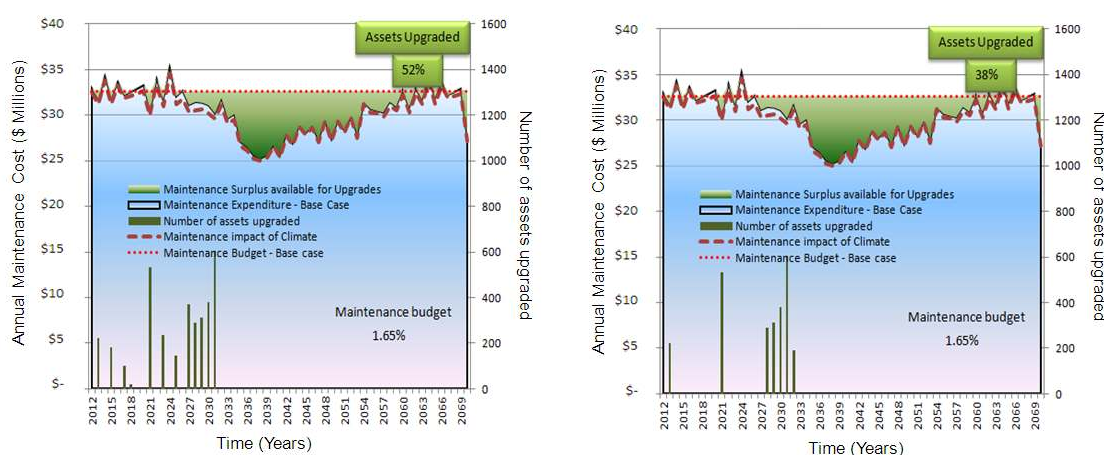 Assets Upgraded
52%
Annual Maintenance Cost ($ Millions)
$40
$35
$30
$25
$20
$15
$10
$5
$-
1600
1400
1200
1000
800
600
400
200
0
Number of assets upgraded
Maintenance Surplus available for Upgrades
Maintenance Expenditure - Base Case
Number of assets upgraded
Maintenance impact of Climate
Maintenance Budget - Base case
Maintenance budget
1.65%
2012 2015 2018 2021 2024 2027 2030 2033 2036 2039 2042 2045 2048 2051 2054 2057 2060 2063 2066 2069
Time (Years)
Assets Upgraded
38%
Annual Maintenance Cost ($ Millions)
$40
$35
$30
$25
$20
$15
$10
$5
$-
1600
1400
1200
1000
800
600
400
200
0
Number of assets upgraded
Maintenance Surplus available for Upgrades
Maintenance Expenditure - Base Case
Number of assets upgraded
Maintenance impact of Climate
Maintenance Budget - Base case
Maintenance budget
1.65%
2012 2015 2018 2021 2024 2027 2030 2033 2036 2039 2042 2045 2048 2051 2054 2057 2060 2063 2066 2069
Time (Years)